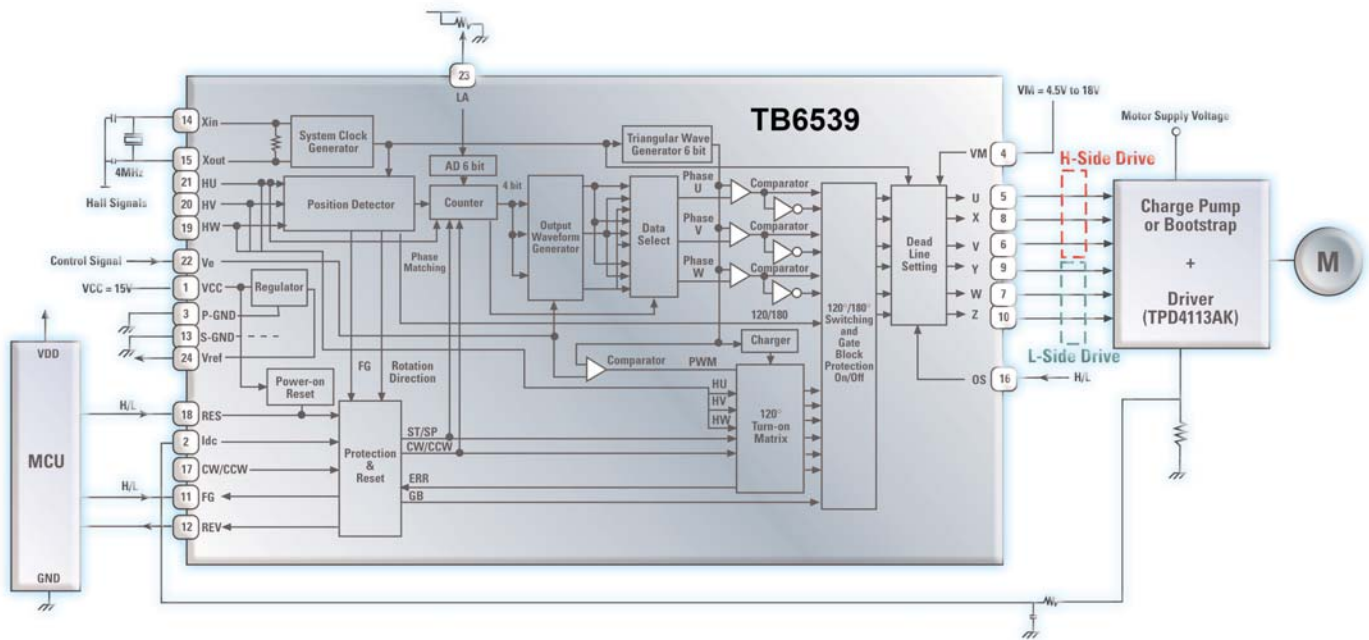 23
LA
TB6539
VM = 4.5V to 18V
Motor Supply Voltage
14
Xin
System Clock
Generator
Triangular Wave
Generator 6 bit
VM
4
15
Xout
4MHz
AD 6 bit
H-Side Drive
21
HU
Hall Signals
20
HV
19
HW
Position Detector
Counter
4 bit
Output
Waveform
Generator
Data
Select
Phase
U
Comparator
Phase
V
Comparator
Phase
W
Comparator
Dead
Line
Setting
U
5
X
8
V
6
Y
9
W
7
Z
10
Charge Pump
or Bootstrap
+
Driver
(TPD4113AK)
M
Phase
Matching
Control Signal
22
Ve
VCC = 15V
1
VCC
Regulator
3
P-GND
13
S-GND
24
Vref
120/180
120°/180°
Switching
and
Gate
Block
Protection
On/Off
L-Side Drive
Charger
Comparator
PWM
OS
16
H/L
FG
Rotation
Direction
Power-on
Reset
HU
HV
HW
120°
Turn-on
Matrix
VDD
MCU
GND
H/L
18
RES
2
Idc
17
CW/CCW
H/L
11
FG
12
REV
Protection
&
Reset
ST/SP
CW/CCW
ERR
GB